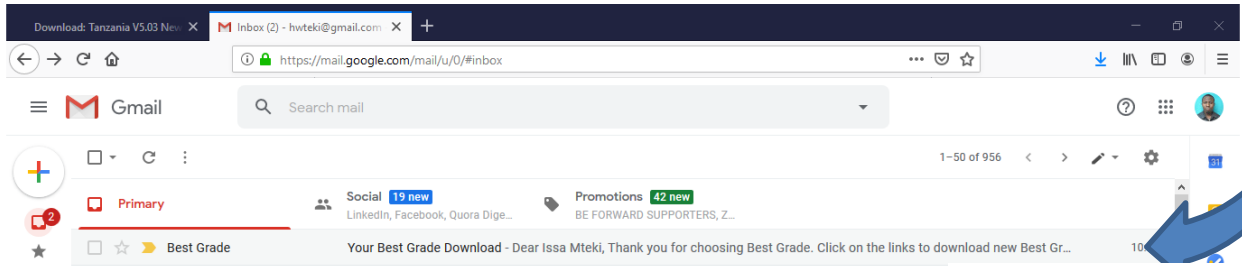 Download: Tanzania V5.03 New
Inbox (2) - hwteki@gmail.com
https://mail.google.com/mail/u/0/#inbox
Gmail
Search mail
1–50 of 956
31
Primary
Social 19 new
LinkedIn, Facebook, Quora Dige...
Promotions 42 new
BE FORWARD SUPPORTERS, Z...
2
Best Grade
Your Best Grade Download - Dear Issa Mteki, Thank you for choosing Best Grade. Click on the links to download new Best Gr...